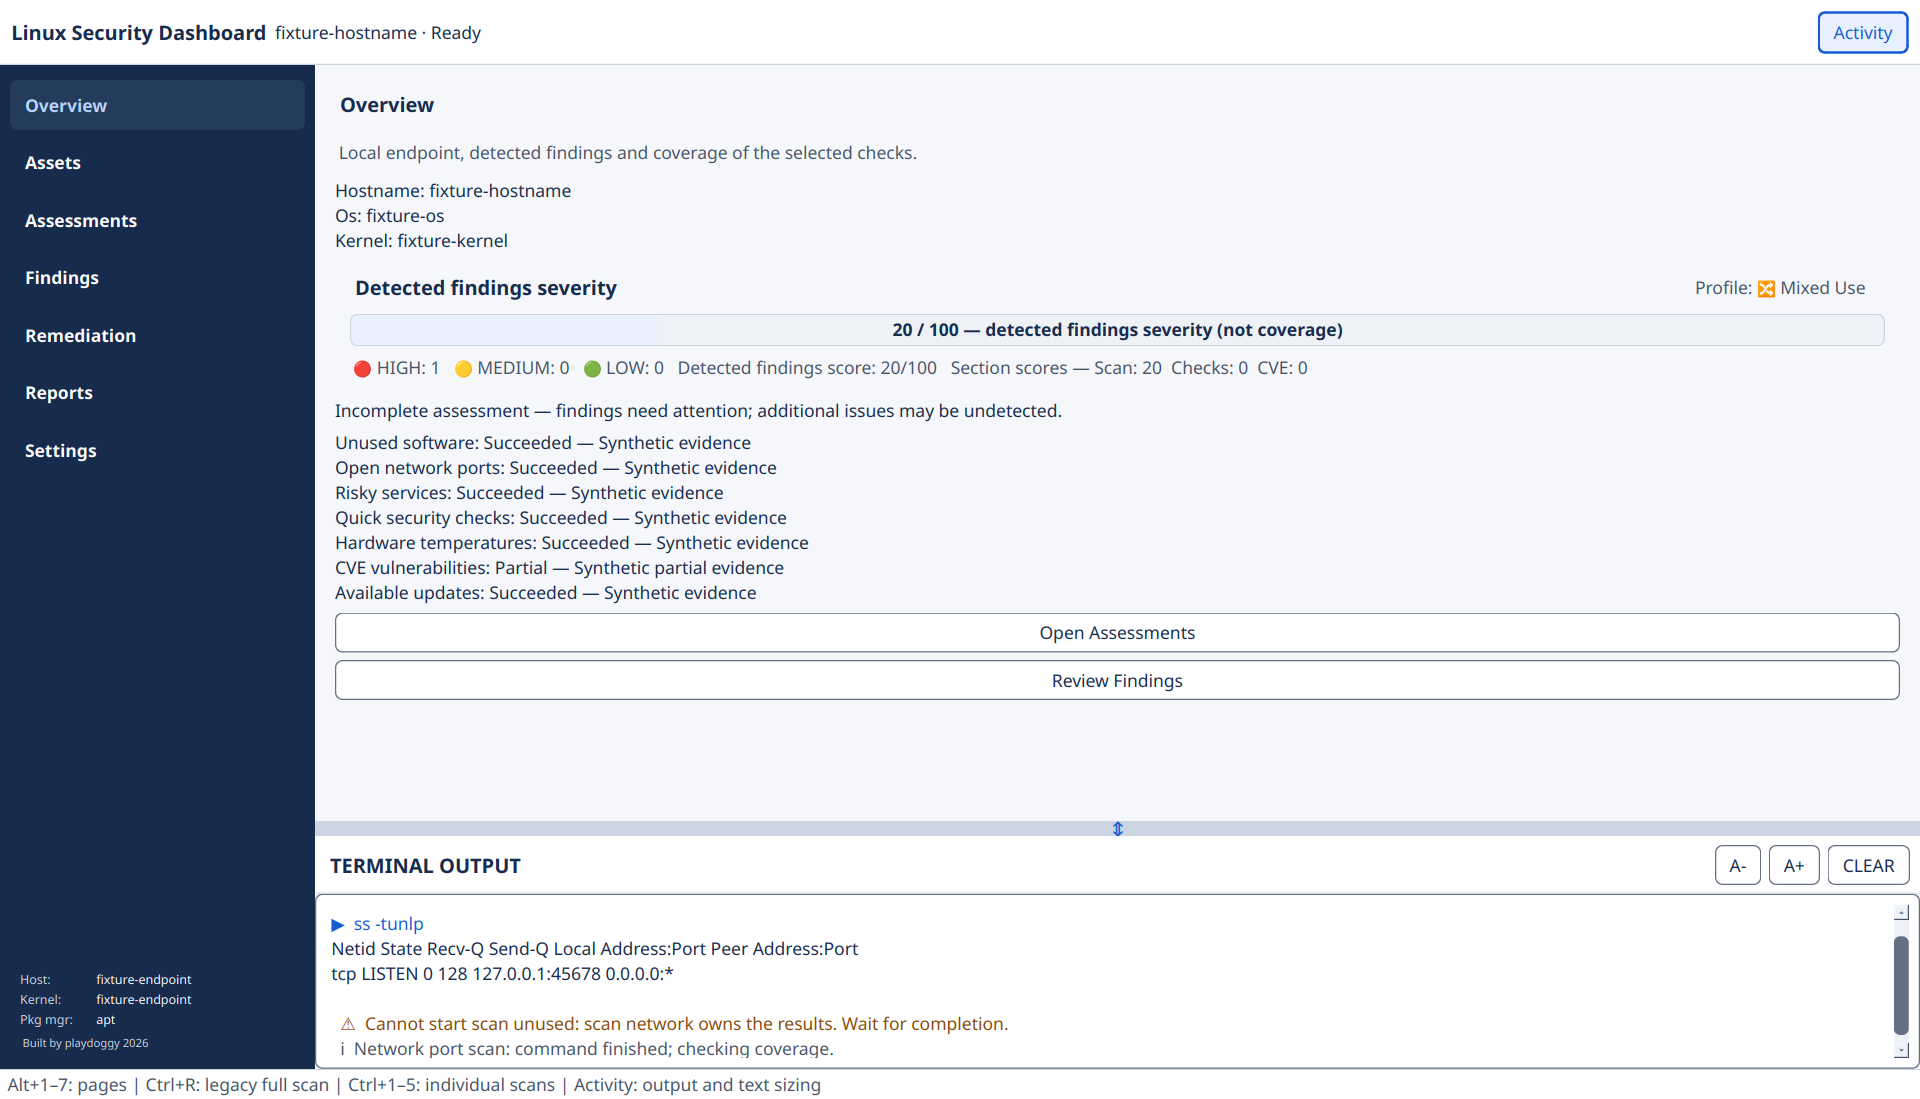 Linux Security Dashboard fixture-hostname · Ready
Activity
Overview
Assets
Assessments
Findings
Remediation
Reports
Settings
Host: fixture-endpoint
Kernel: fixture-endpoint
Pkg mgr: apt
Built by playdoggy 2026
Overview
Local endpoint, detected findings and coverage of the selected checks.
Hostname: fixture-hostname
Os: fixture-os
Kernel: fixture-kernel
Detected findings severity
Profile: 🔀 Mixed Use
20 / 100 — detected findings severity (not coverage)
🔴 HIGH: 1 🟡 MEDIUM: 0 🟢 LOW: 0 Detected findings score: 20/100 Section scores — Scan: 20 Checks: 0 CVE: 0
Incomplete assessment — findings need attention; additional issues may be undetected.
Unused software: Succeeded — Synthetic evidence
Open network ports: Succeeded — Synthetic evidence
Risky services: Succeeded — Synthetic evidence
Quick security checks: Succeeded — Synthetic evidence
Hardware temperatures: Succeeded — Synthetic evidence
CVE vulnerabilities: Partial — Synthetic partial evidence
Available updates: Succeeded — Synthetic evidence
Open Assessments
Review Findings
⇕
TERMINAL OUTPUT
A- A+ CLEAR
▶ ss -tunlp
Netid State Recv-Q Send-Q Local Address:Port Peer Address:Port
tcp LISTEN 0 128 127.0.0.1:45678 0.0.0.0:*
⚠ Cannot start scan unused: scan network owns the results. Wait for completion.
i Network port scan: command finished; checking coverage.
Alt+1–7: pages | Ctrl+R: legacy full scan | Ctrl+1–5: individual scans | Activity: output and text sizing